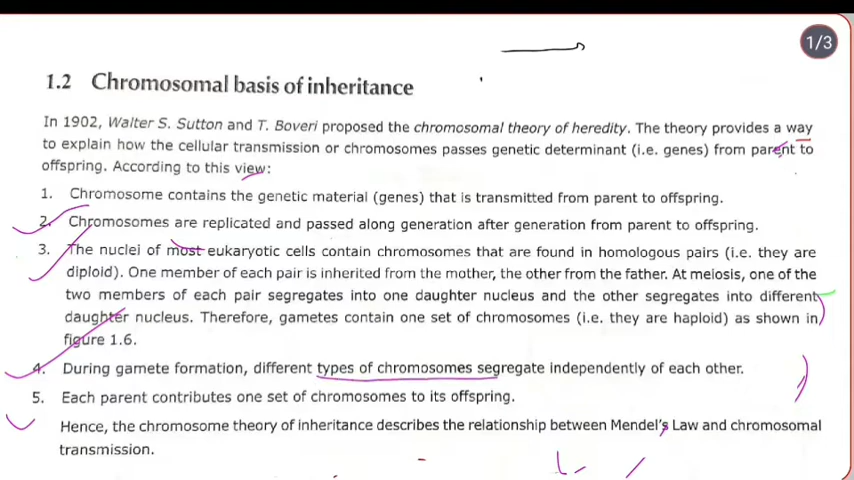 1/3
1.2 Chromosomal basis of inheritance
In 1902, Walter S. Sutton and T. Boveri proposed the chromosomal theory of heredity. The theory provides a way
to explain how the cellular transmission or chromosomes passes genetic determinant (i.e. genes) from parent to
offspring. According to this view:
1. Chromosome contains the genetic material (genes) that is transmitted from parent to offspring.
2. Chromosomes are replicated and passed along generation after generation from parent to offspring.
3. The nuclei of most eukaryotic cells contain chromosomes that are found in homologous pairs (i.e. they are
diploid). One member of each pair is inherited from the mother, the other from the father. At meiosis, one of the
two members of each pair segregates into one daughter nucleus and the other segregates into different
daughter nucleus. Therefore, gametes contain one set of chromosomes (i.e. they are haploid) as shown in
figure 1.6.
4. During gamete formation, different types of chromosomes segregate independently of each other.
5. Each parent contributes one set of chromosomes to its offspring.
Hence, the chromosome theory of inheritance describes the relationship between Mendel's Law and chromosomal
transmission.